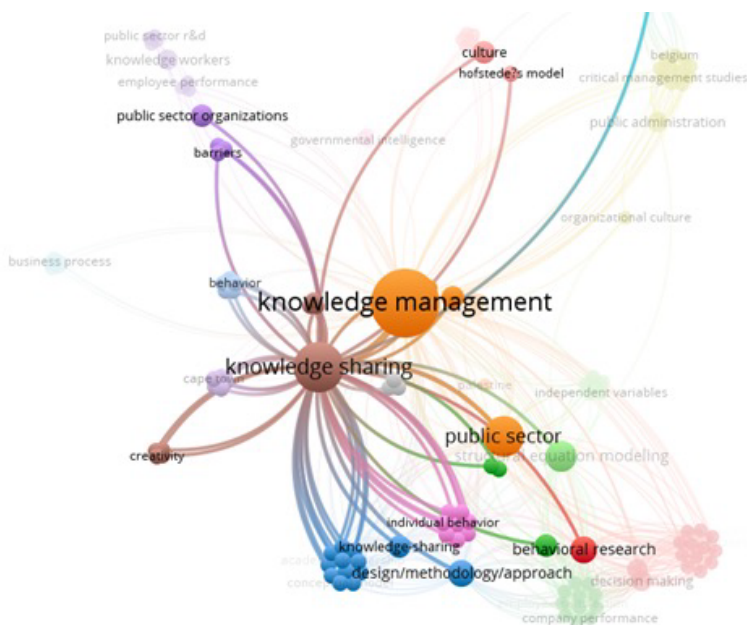 public sector r&d
knowledge workers
employee performance
public sector organizations
barriers
culture
hofstede?s model
governmental intelligence
belgium
critical management studies
public administration
organizational culture
business process
behavior
knowledge management
knowledge sharing
cape town
creativity
palestine
independent variables
public sector
structural equation modeling
individual behavior
knowledge-sharing
behavioral research
design/methodology/approach
decision making
company performance